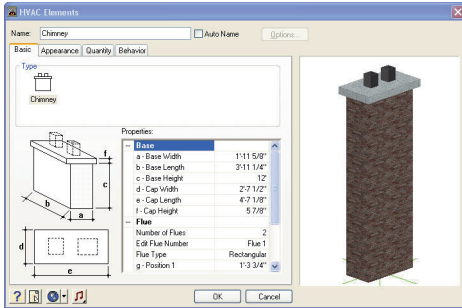 HVAC Elements
Name: Chimney Auto Name Options...
Basic Appearance Quantity Behavior
Type
Chimney
Properties:
Base
a - Base Width 1'-11 5/8"
b - Base Length 3'-11 1/4"
c - Base Height 12'
d - Cap Width 2'-7 1/2"
e - Cap Length 4'-7 1/8"
f - Cap Height 5 7/8"
Flue
Number of Flues 2
Edit Flue Number Flue 1
Flue Type Rectangular
g - Position 1 1'-3 3/4"
f
c
b
a
d
e
OK Cancel